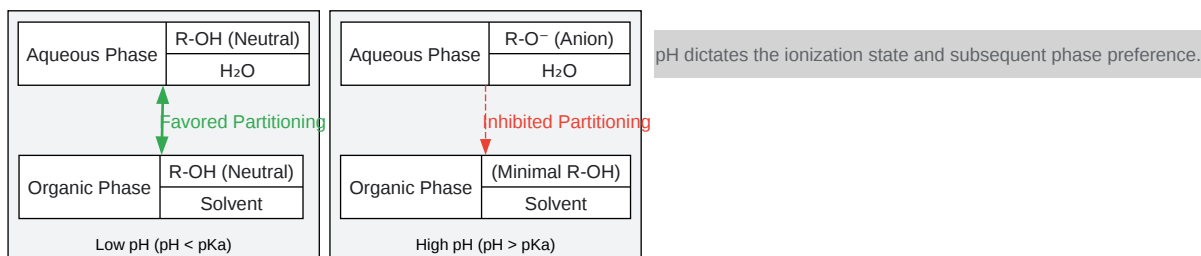 Aqueous Phase
R-OH (Neutral)
H₂O
Favored Partitioning
Organic Phase
R-OH (Neutral)
Solvent
Low pH (pH < pKa)
Aqueous Phase
R-O⁻ (Anion)
H₂O
Inhibited Partitioning
Organic Phase
(Minimal R-OH)
Solvent
High pH (pH > pKa)
pH dictates the ionization state and subsequent phase preference.